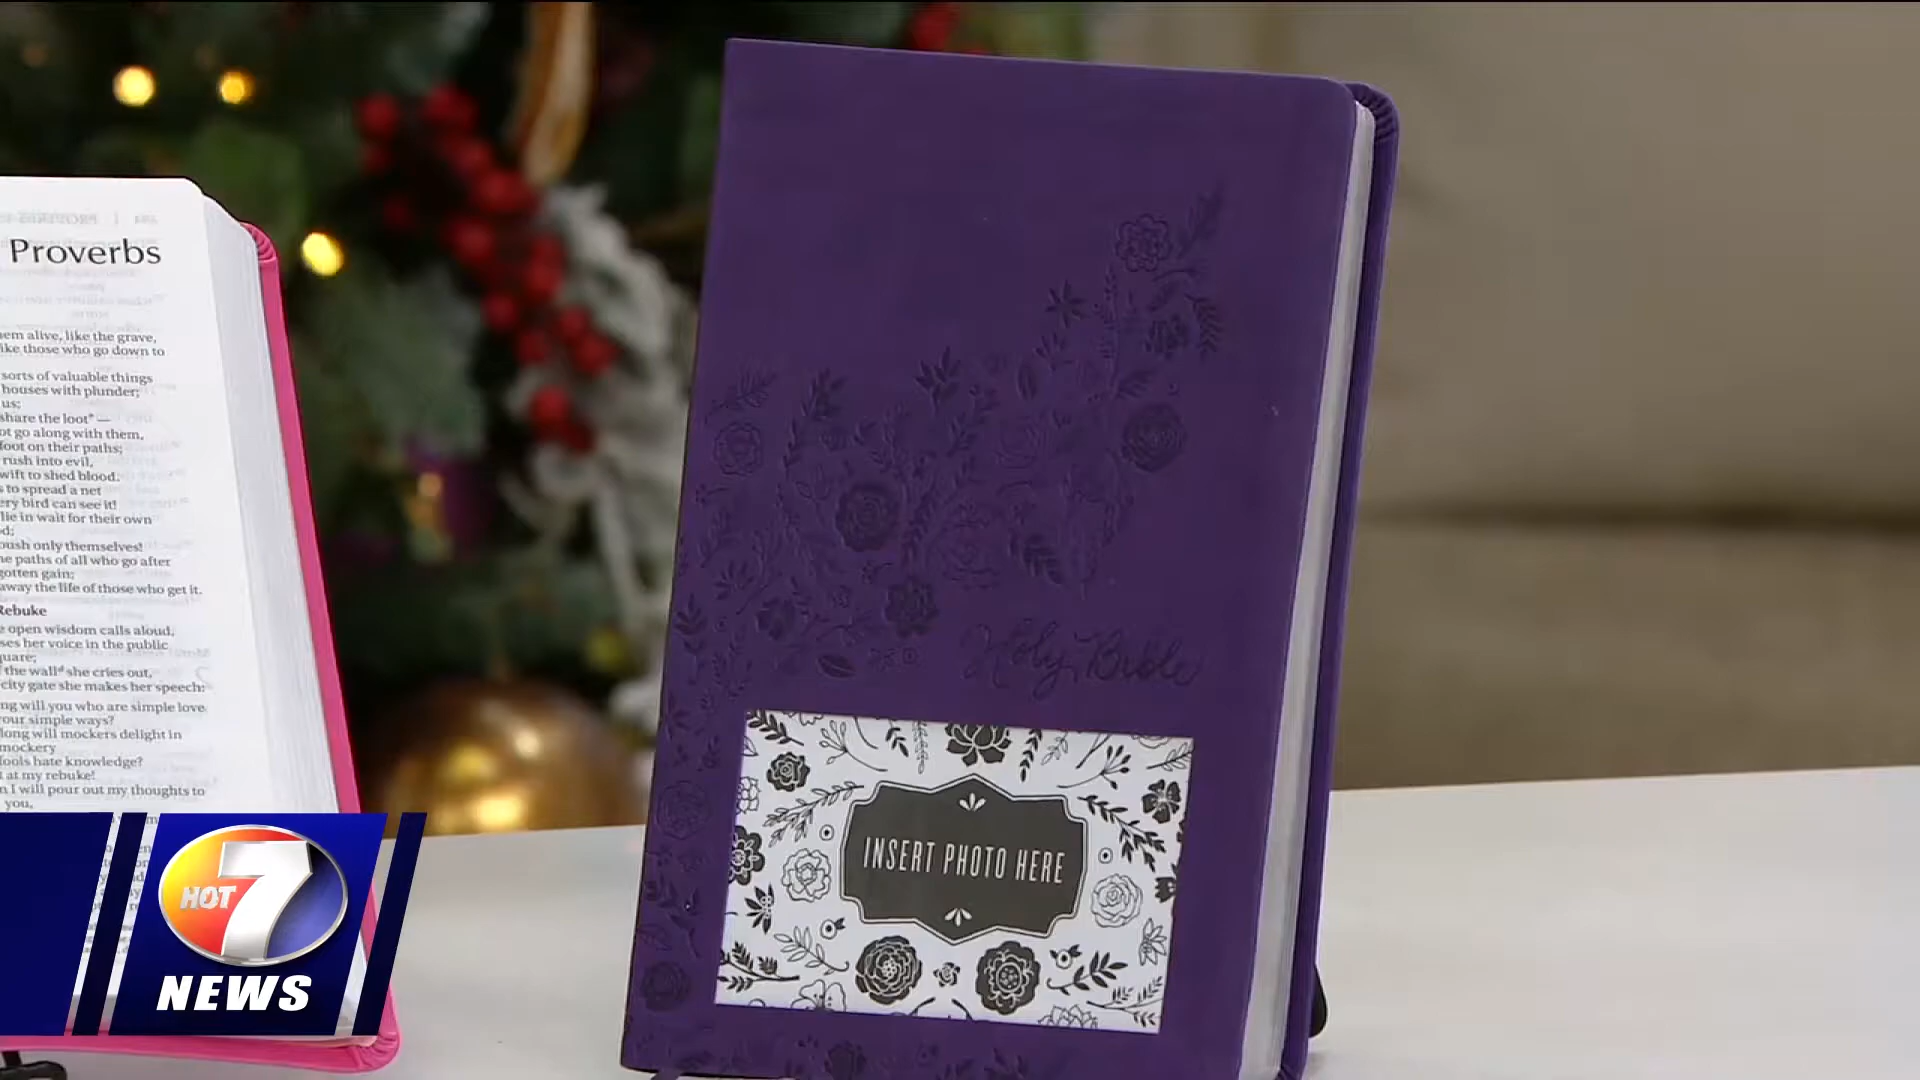 Proverbs
em alive, like the grave,
ike those who go down to
sorts of valuable things
houses with plunder;
us;
share the loot" —
ot go along with them,
foot on their paths;
rush into evil,
wift to shed blood.
s to spread a net
ery bird can see it!
lie in wait for their own
d;
bush only themselves!
he paths of all who go after
gotten gain;
away the life of those who get it.
Rebuke
e open wisdom calls aloud,
ses her voice in the public
quare;
f the wall she cries out,
city gate she makes her speech:
ng will you who are simple love
our simple ways?
long will mockers delight in
mockery
fools hate knowledge?
t at my rebuke!
n I will pour out my thoughts to
you,
Holy Bible
INSERT PHOTO HERE
HOT 7
NEWS